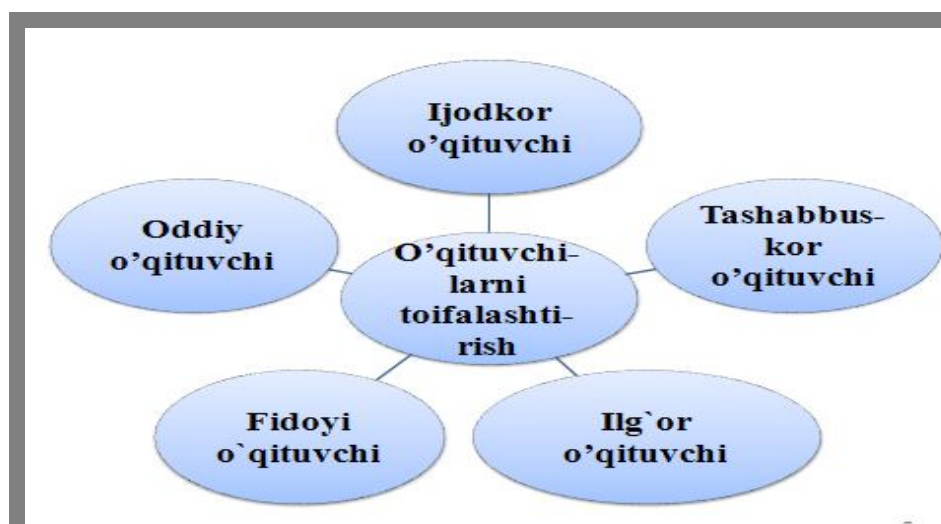 Ijodkor
o’qituvchi
Oddiy
o’qituvchi
Tashabbus-
kor
o’qituvchi
O’qituvchi-
larni
toifalashti-
rish
Fidoyi
o`qituvchi
Ilg`or
o’qituvchi